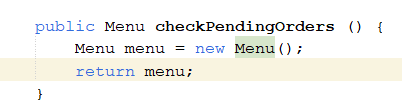 public Menu checkPendingOrders () {
Menu menu = new Menu();
return menu;
}